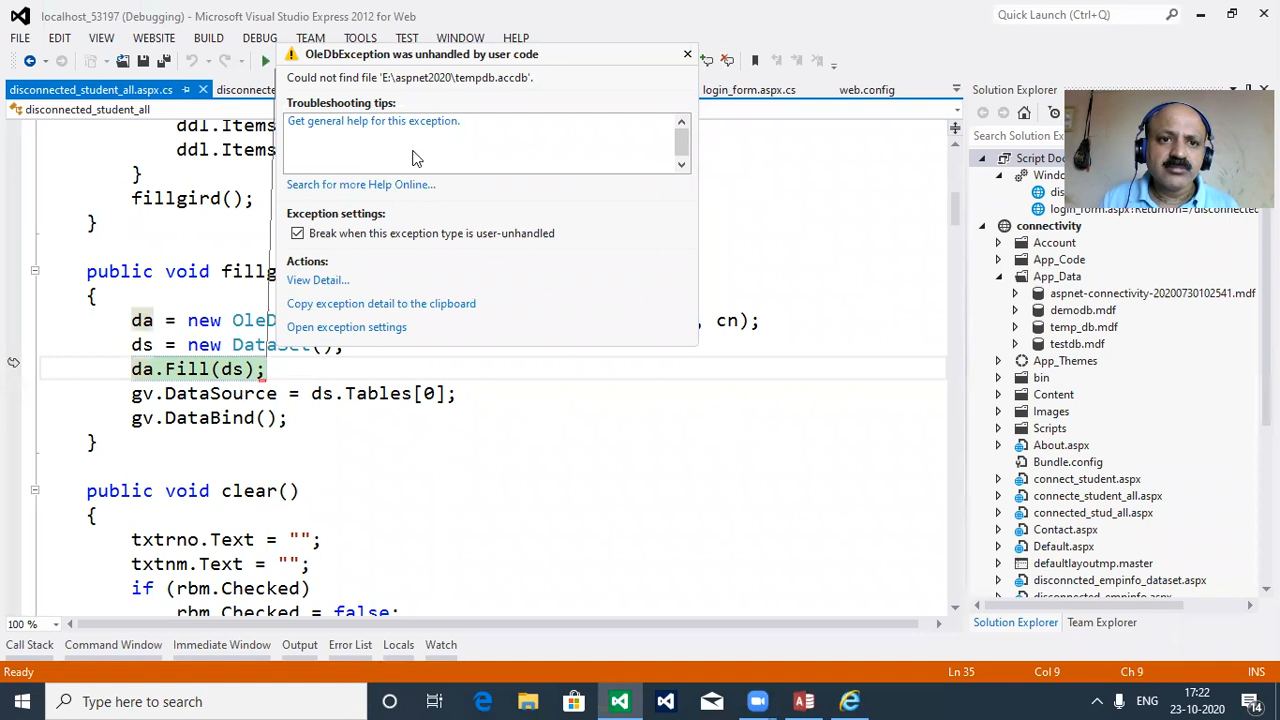 localhost_53197 (Debugging) - Microsoft Visual Studio Express 2012 for Web
Quick Launch (Ctrl+Q)
FILE EDIT VIEW WEBSITE BUILD DEBUG TEAM TOOLS TEST WINDOW HELP
OleDbException was unhandled by user code
Could not find file 'E:\aspnet2020\tempdb.accdb'.
Troubleshooting tips:
Get general help for this exception.
Search for more Help Online...
Exception settings:
Break when this exception type is user-unhandled
Actions:
View Detail...
Copy exception detail to the clipboard
Open exception settings
disconnected_student_all.aspx.cs
login_form.aspx.cs
web.config
disconnected_student_all
ddl.Items
ddl.Items
}
fillgird();
}
public void fillg
{
da = new OleD , cn);
ds = new DataSet();
da.Fill(ds);
gv.DataSource = ds.Tables[0];
gv.DataBind();
}
public void clear()
{
txtrno.Text = "";
txtnm.Text = "";
if (rbm.Checked)
rbm.Checked = false;
100 %
Solution Explorer
Search Solution
Script Doc
Wind
dis
login_form.aspx?ReturnUrl=/disconnecte
connectivity
Account
App_Code
App_Data
aspnet-connectivity-20200730102541.mdf
demodb.mdf
temp_db.mdf
testdb.mdf
App_Themes
bin
Content
Images
Scripts
About.aspx
Bundle.config
connect_student.aspx
connecte_student_all.aspx
connected_stud_all.aspx
Contact.aspx
Default.aspx
defaultlayoutmp.master
disconncted_empinfo_dataset.aspx
disconncted_empinfo.aspx
Solution Explorer Team Explorer
Call Stack Command Window Immediate Window Output Error List Locals Watch
Ready
Ln 35 Col 9 Ch 9 INS
Type here to search
ENG
17:22
23-10-2020
14